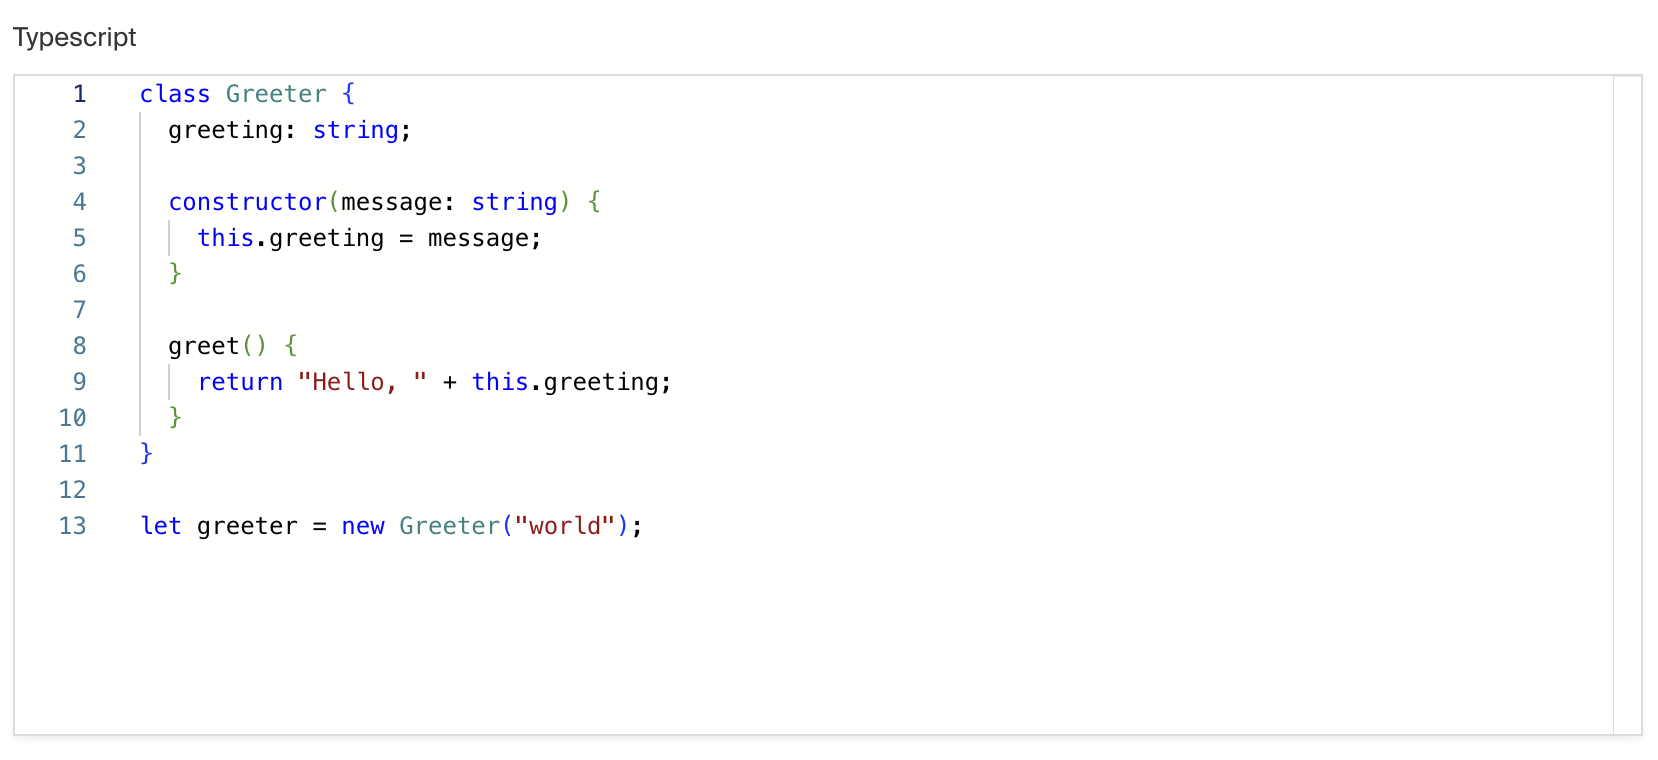 Typescript
1 class Greeter {
2   greeting: string;
3
4   constructor(message: string) {
5     this.greeting = message;
6   }
7
8   greet() {
9     return "Hello, " + this.greeting;
10   }
11 }
12
13 let greeter = new Greeter("world");